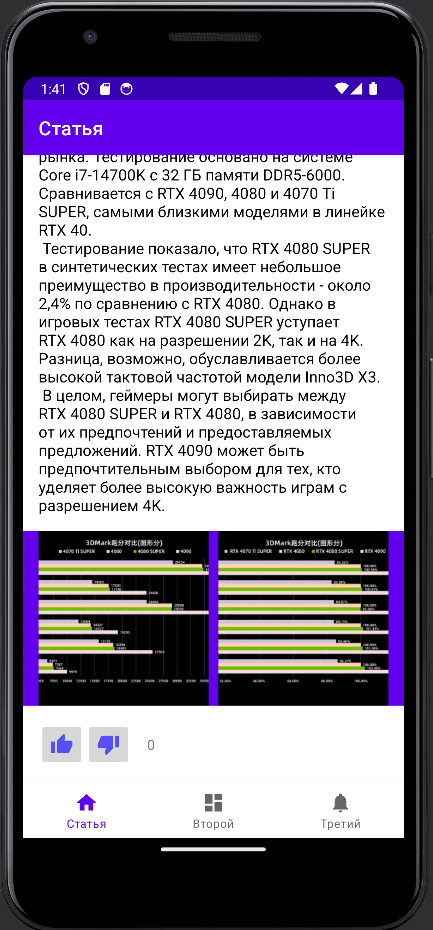 1:41
Статья
рынка. Тестирование основано на системе
Core i7-14700K с 32 ГБ памяти DDR5-6000.
Сравнивается с RTX 4090, 4080 и 4070 Ti
SUPER, самыми близкими моделями в линейке
RTX 40.
Тестирование показало, что RTX 4080 SUPER
в синтетических тестах имеет небольшое
преимущество в производительности - около
2,4% по сравнению с RTX 4080. Однако в
игровых тестах RTX 4080 SUPER уступает
RTX 4080 как на разрешении 2K, так и на 4K.
Разница, возможно, обуславливается более
высокой тактовой частотой модели Inno3D X3.
В целом, геймеры могут выбирать между
RTX 4080 SUPER и RTX 4080, в зависимости
от их предпочтений и предоставляемых
предложений. RTX 4090 может быть
предпочтительным выбором для тех, кто
уделяет более высокую важность играм с
разрешением 4K.
3DMark跑分对比(图形分)
4070 Ti SUPER 4080 4080 SUPER 4090
3DMark跑分对比(图形分)
RTX 4070 Ti SUPER RTX 4080 RTX 4080 SUPER RTX 4090
0
Статья
Второй
Третий